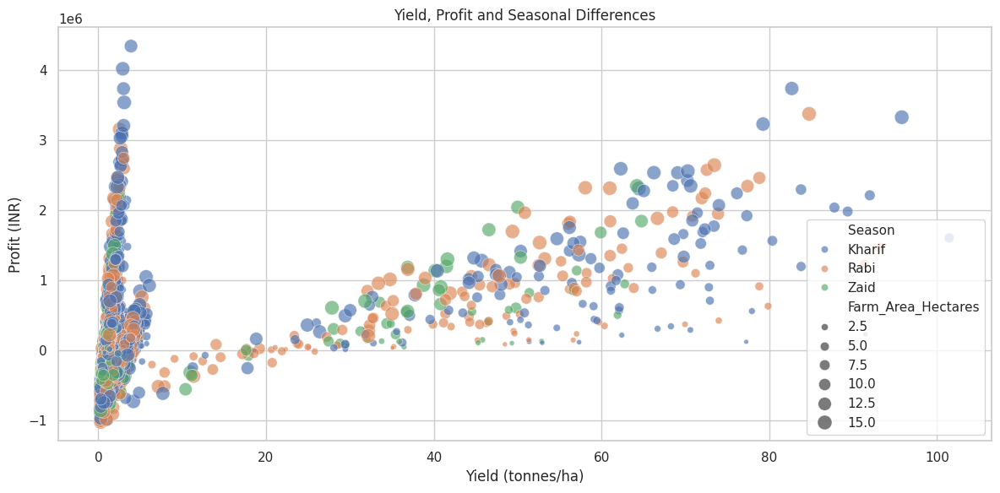 Yield, Profit and Seasonal Differences
1e6
4
3
2
1
0
−1
Profit (INR)
0
20
40
60
80
100
Yield (tonnes/ha)
Season
Kharif
Rabi
Zaid
Farm_Area_Hectares
2.5
5.0
7.5
10.0
12.5
15.0